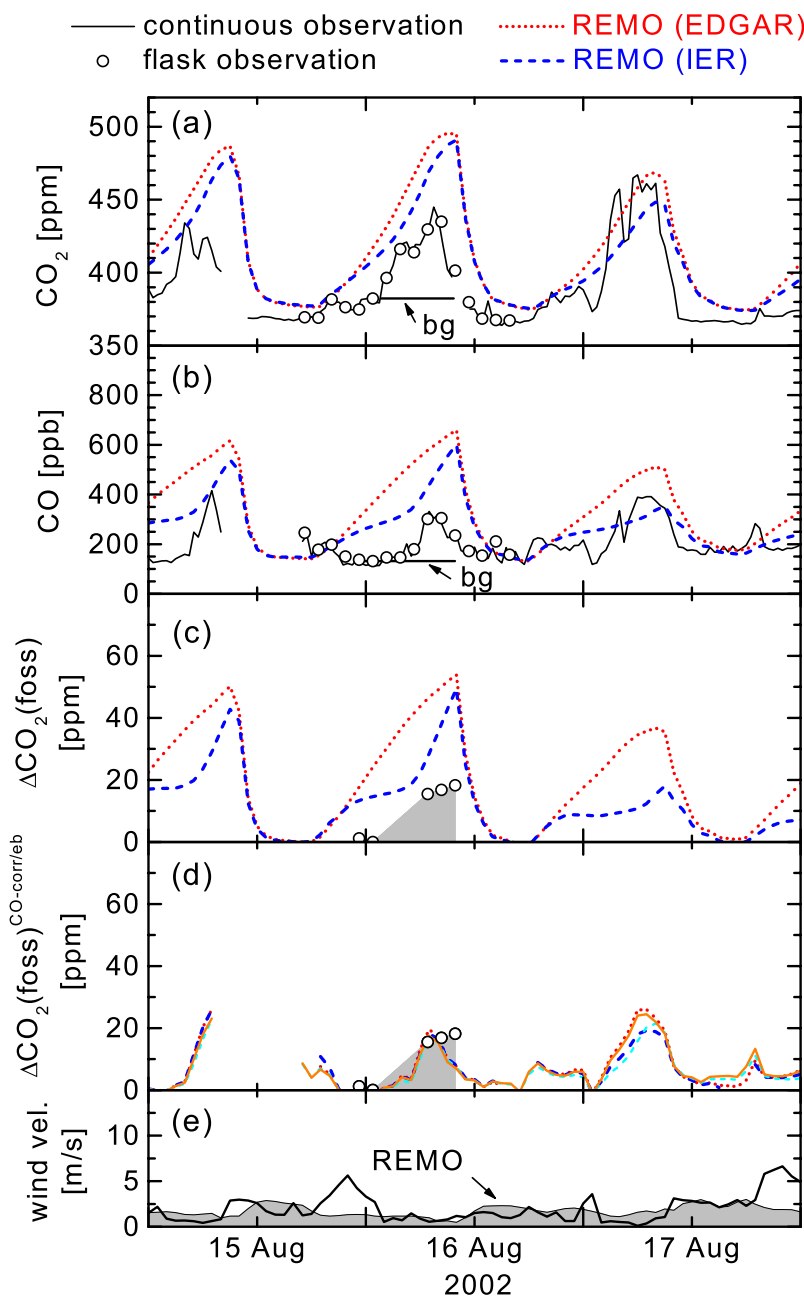 continuous observation REMO (EDGAR)
flask observation REMO (IER)
(a)
500
450
400
350
CO₂ [ppm]
bg
(b)
800
600
400
200
0
CO [ppb]
bg
(c)
60
40
20
0
ΔCO₂(foss)
[ppm]
(d)
60
40
20
0
ΔCO₂(foss)^CO-corr/eb
[ppm]
(e)
10
5
0
wind vel.
[m/s]
REMO
15 Aug 16 Aug 17 Aug
2002